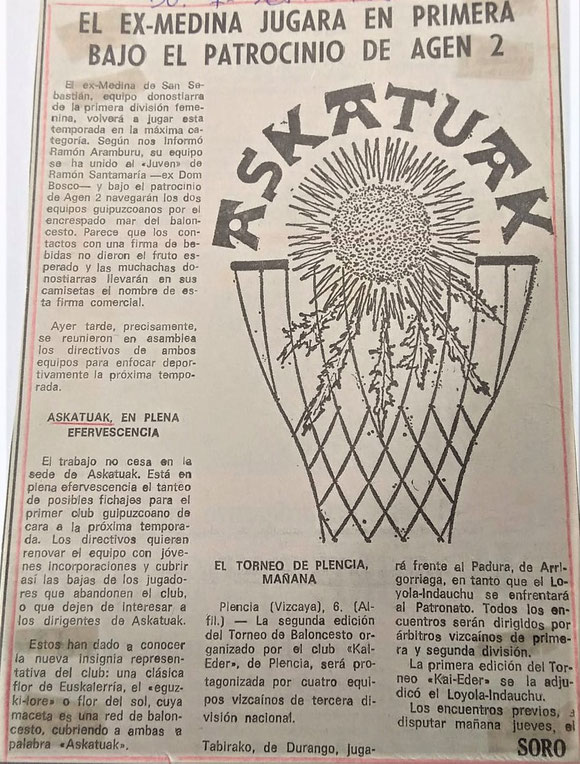 EL EX-MEDINA JUGARA EN PRIMERA
BAJO EL PATROCINIO DE AGEN 2
El ex-Medina de San Se-
bastián, equipo donostiarra
de la primera división feme-
nina, volverá a jugar esta
temporada en la máxima ca-
tegoría. Según nos informó
Ramón Aramburu, su equipo
se ha unido al «Juven» de
Ramón Santamaría —ex Dom
Bosco— y bajo el patrocinio
de Agen 2 navegarán los dos
equipos guipuzcoanos por el
encrespado mar del balon-
cesto. Parece que los con-
tactos con una firma de be-
bidas no dieron el fruto es-
perado y las muchachas do-
nostiarras llevarán en sus
camisetas el nombre de es-
ta firma comercial.
Ayer tarde, precisamente,
se reunieron en asamblea
los directivos de ambos
equipos para enfocar depor-
tivamente la próxima tempo-
rada.
ASKATUAK, EN PLENA
EFERVESCENCIA
El trabajo no cesa en la
sede de Askatuak. Está en
plena efervescencia el tanteo
de posibles fichajes para el
primer club guipuzcoano de
cara a la próxima tempora-
da. Los directivos quieren
renovar el equipo con jóve-
nes incorporaciones y cubrir
así las bajas de los jugado-
res que abandonen el club,
o que dejen de interesar a
los dirigentes de Askatuak.
Estos han dado a conocer
la nueva insignia represen-
tativa del club: una clásica
flor de Euskalerría, el «eguz-
ki-lore» o flor del sol, cuya
maceta es una red de balon-
cesto, cubriendo a ambas a
palabra «Askatuak».
ASKATUAK
EL TORNEO DE PLENCIA,
MAÑANA
Plencia (Vizcaya), 6. (Al-
fil.) — La segunda edición
del Torneo de Baloncesto or-
ganizado por el club «Kai-
Eder», de Plencia, será pro-
tagonizada por cuatro equi-
pos vizcaínos de tercera di-
visión nacional.
Tabirako, de Durango, juga-
rá frente al Padura, de Arri-
gorriaga, en tanto que el Lo-
yola-Indauchu se enfrentará
al Patronato. Todos los en-
cuentros serán dirigidos por
árbitros vizcaínos de prime-
ra y segunda división.
La primera edición del Tor-
neo «Kai-Eder» se la adju-
dicó el Loyola-Indauchu.
Los encuentros previos, a
disputar mañana jueves, el
SORO